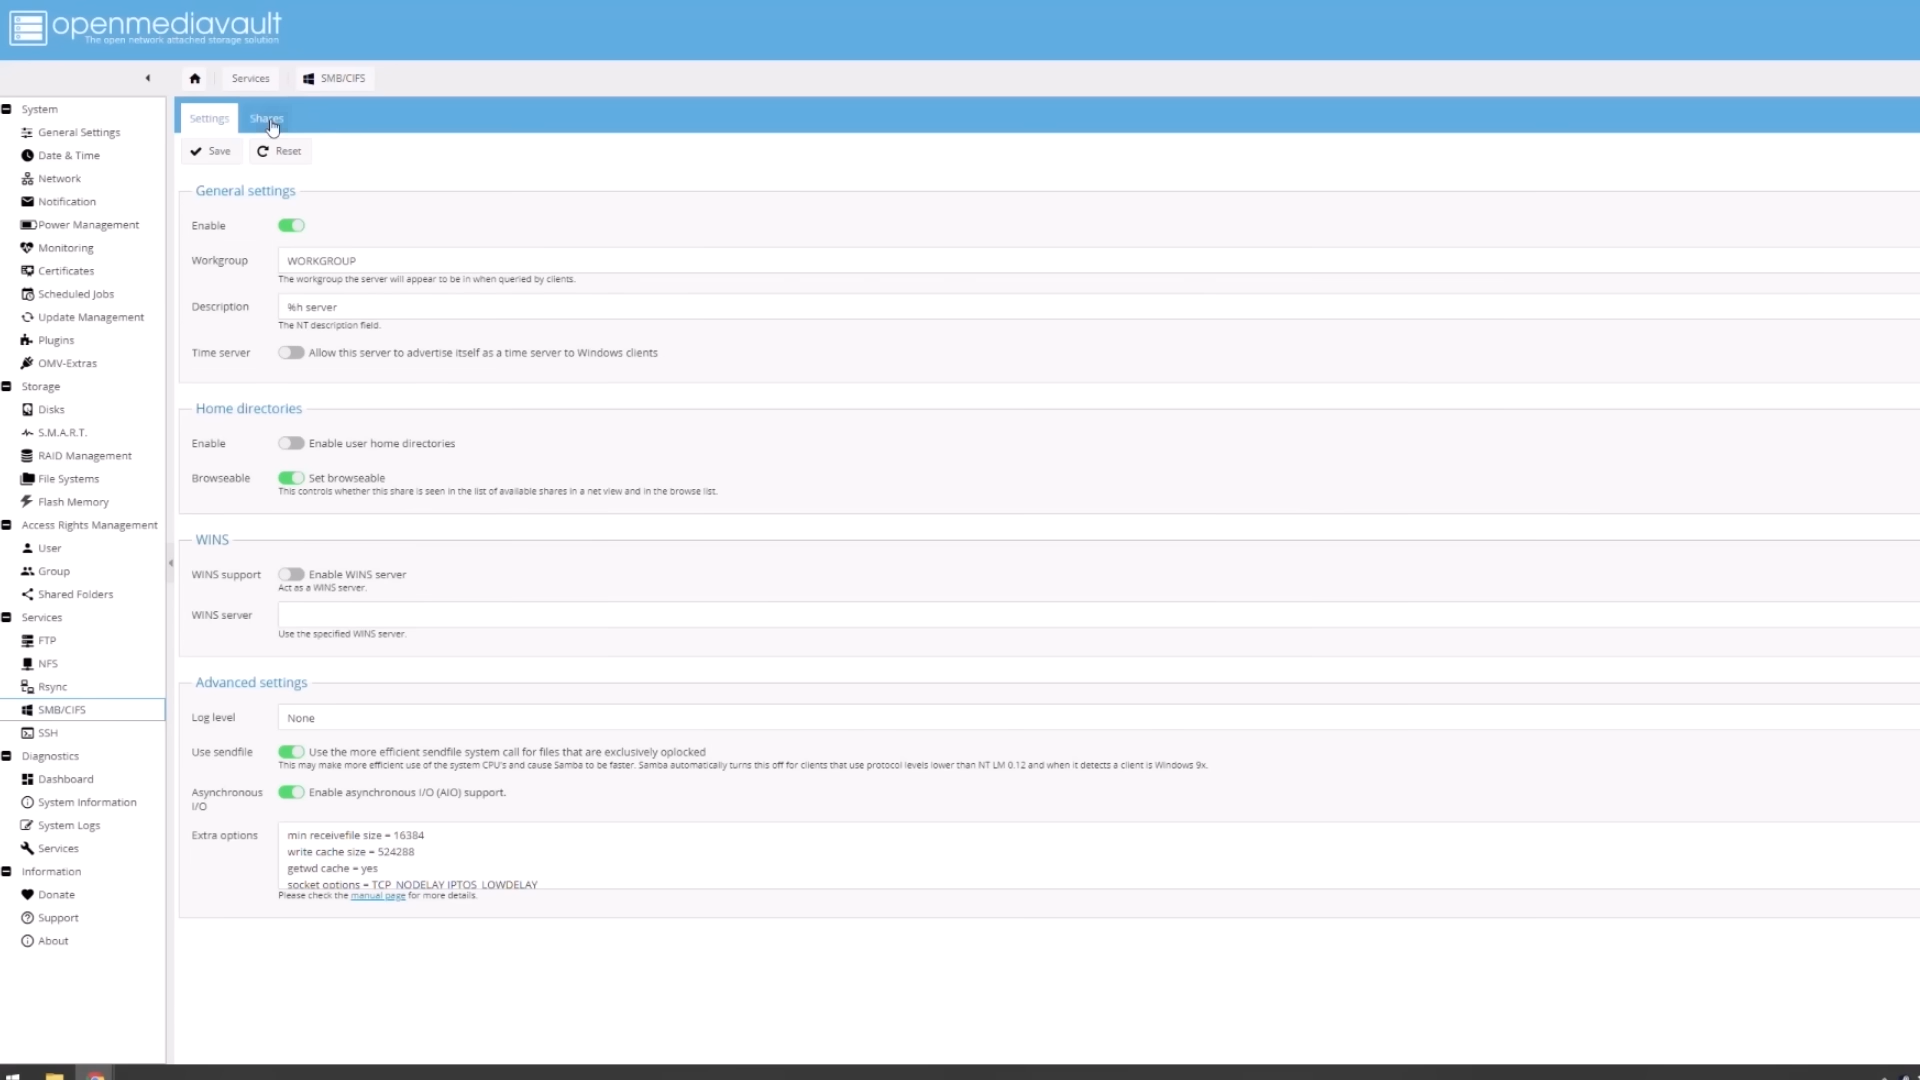 openmediavault
The open network attached storage solution
Services
SMB/CIFS
System
General Settings
Date & Time
Network
Notification
Power Management
Monitoring
Certificates
Scheduled Jobs
Update Management
Plugins
OMV-Extras
Storage
Disks
S.M.A.R.T.
RAID Management
File Systems
Flash Memory
Access Rights Management
User
Group
Shared Folders
Services
FTP
NFS
Rsync
SMB/CIFS
SSH
Diagnostics
Dashboard
System Information
System Logs
Services
Information
Donate
Support
About
Settings
Shares
Save
Reset
General settings
Enable
Workgroup
WORKGROUP
The workgroup the server will appear to be in when queried by clients.
Description
%h server
The NT description field.
Time server
Allow this server to advertise itself as a time server to Windows clients
Home directories
Enable
Enable user home directories
Browseable
Set browseable
This controls whether this share is seen in the list of available shares in a net view and in the browse list.
WINS
WINS support
Enable WINS server
Act as a WINS server.
WINS server
Use the specified WINS server.
Advanced settings
Log level
None
Use sendfile
Use the more efficient sendfile system call for files that are exclusively oplocked
This may make more efficient use of the system CPU's and cause Samba to be faster. Samba automatically turns this off for clients that use protocol levels lower than NT LM 0.12 and when it detects a client is Windows 9x.
Asynchronous
I/O
Enable asynchronous I/O (AIO) support.
Extra options
min receivefile size = 16384
write cache size = 524288
getwd cache = yes
socket options = TCP_NODELAY IPTOS_LOWDELAY
Please check the manual page for more details.